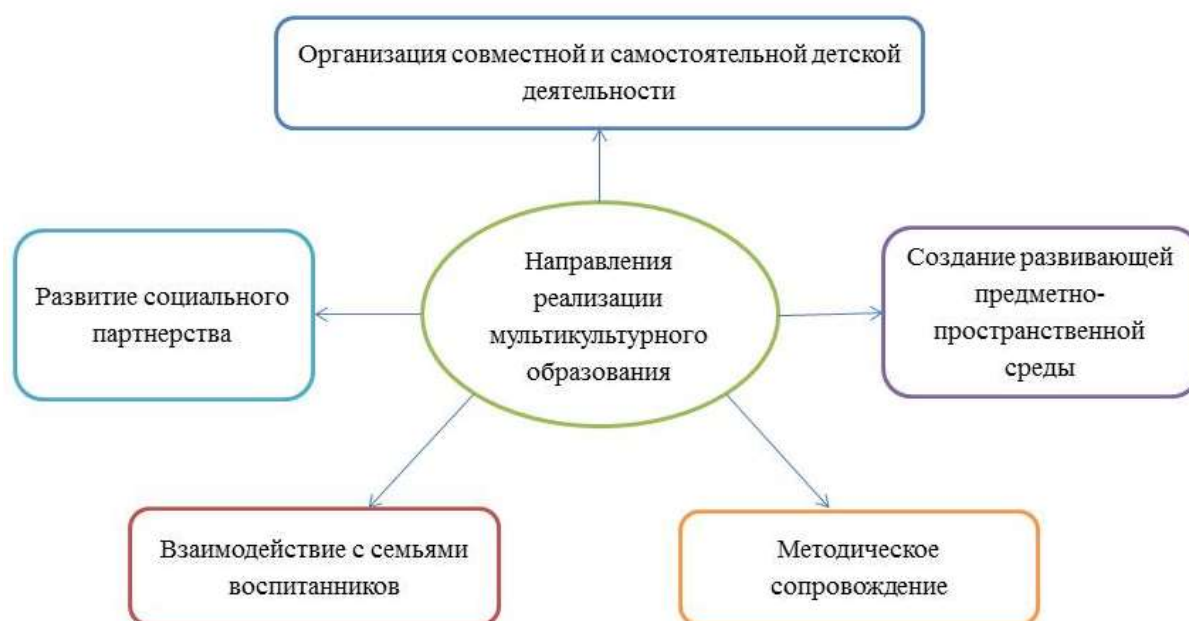 Организация совместной и самостоятельной детской
деятельности
Развитие социального
партнерства
Направления
реализации
мультикультурного
образования
Создание развивающей
предметно-
пространственной
среды
Взаимодействие с семьями
воспитанников
Методическое
сопровождение